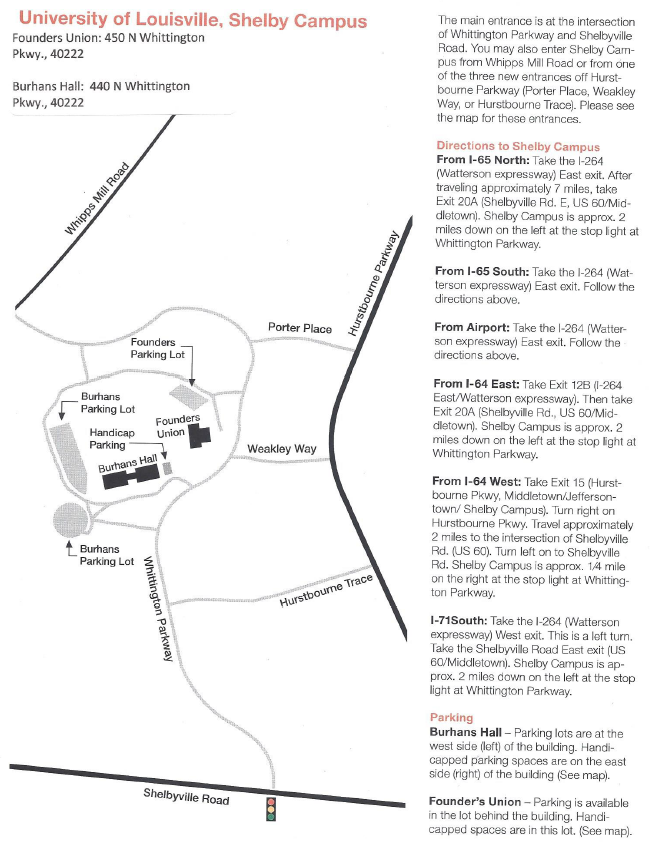 University of Louisville, Shelby Campus
Founders Union: 450 N Whittington
Pkwy., 40222
Burhans Hall: 440 N Whittington
Pkwy., 40222
Whipps Mill Road
Hurstbourne Parkway
Porter Place
Founders
Parking Lot
Burhans
Parking Lot
Founders
Union
Handicap
Parking
Burhans Hall
Weakley Way
Burhans
Parking Lot
Whittington Parkway
Hurstbourne Trace
Shelbyville Road
The main entrance is at the intersection
of Whittington Parkway and Shelbyville
Road. You may also enter Shelby Cam-
pus from Whipps Mill Road or from one
of the three new entrances off Hurst-
bourne Parkway (Porter Place, Weakley
Way, or Hurstbourne Trace). Please see
the map for these entrances.
Directions to Shelby Campus
From I-65 North: Take the I-264
(Watterson expressway) East exit. After
traveling approximately 7 miles, take
Exit 20A (Shelbyville Rd. E, US 60/Mid-
dletown). Shelby Campus is approx. 2
miles down on the left at the stop light at
Whittington Parkway.
From I-65 South: Take the I-264 (Wat-
terson expressway) East exit. Follow the
directions above.
From Airport: Take the I-264 (Watter-
son expressway) East exit. Follow the
directions above.
From I-64 East: Take Exit 12B (I-264
East/Watterson expressway). Then take
Exit 20A (Shelbyville Rd., US 60/Mid-
dletown). Shelby Campus is approx. 2
miles down on the left at the stop light at
Whittington Parkway.
From I-64 West: Take Exit 15 (Hurst-
bourne Pkwy, Middletown/Jefferson-
town/ Shelby Campus). Turn right on
Hurstbourne Pkwy. Travel approximately
2 miles to the intersection of Shelbyville
Rd. (US 60). Turn left on to Shelbyville
Rd. Shelby Campus is approx. 1/4 mile
on the right at the stop light at Whitting-
ton Parkway.
I-71South: Take the I-264 (Watterson
expressway) West exit. This is a left turn.
Take the Shelbyville Road East exit (US
60/Middletown). Shelby Campus is ap-
prox. 2 miles down on the left at the stop
light at Whittington Parkway.
Parking
Burhans Hall – Parking lots are at the
west side (left) of the building. Handi-
capped parking spaces are on the east
side (right) of the building (See map).
Founder's Union – Parking is available
in the lot behind the building. Handi-
capped spaces are in this lot. (See map).